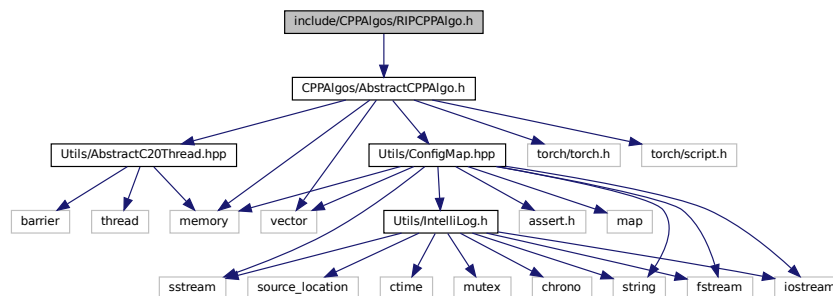 include/CPPAlgos/RIPCPPAlgo.h
CPPAlgos/AbstractCPPAlgo.h
Utils/AbstractC20Thread.hpp
Utils/ConfigMap.hpp
torch/torch.h
torch/script.h
barrier
thread
memory
vector
Utils/IntelliLog.h
assert.h
map
sstream
source_location
ctime
mutex
chrono
string
fstream
iostream